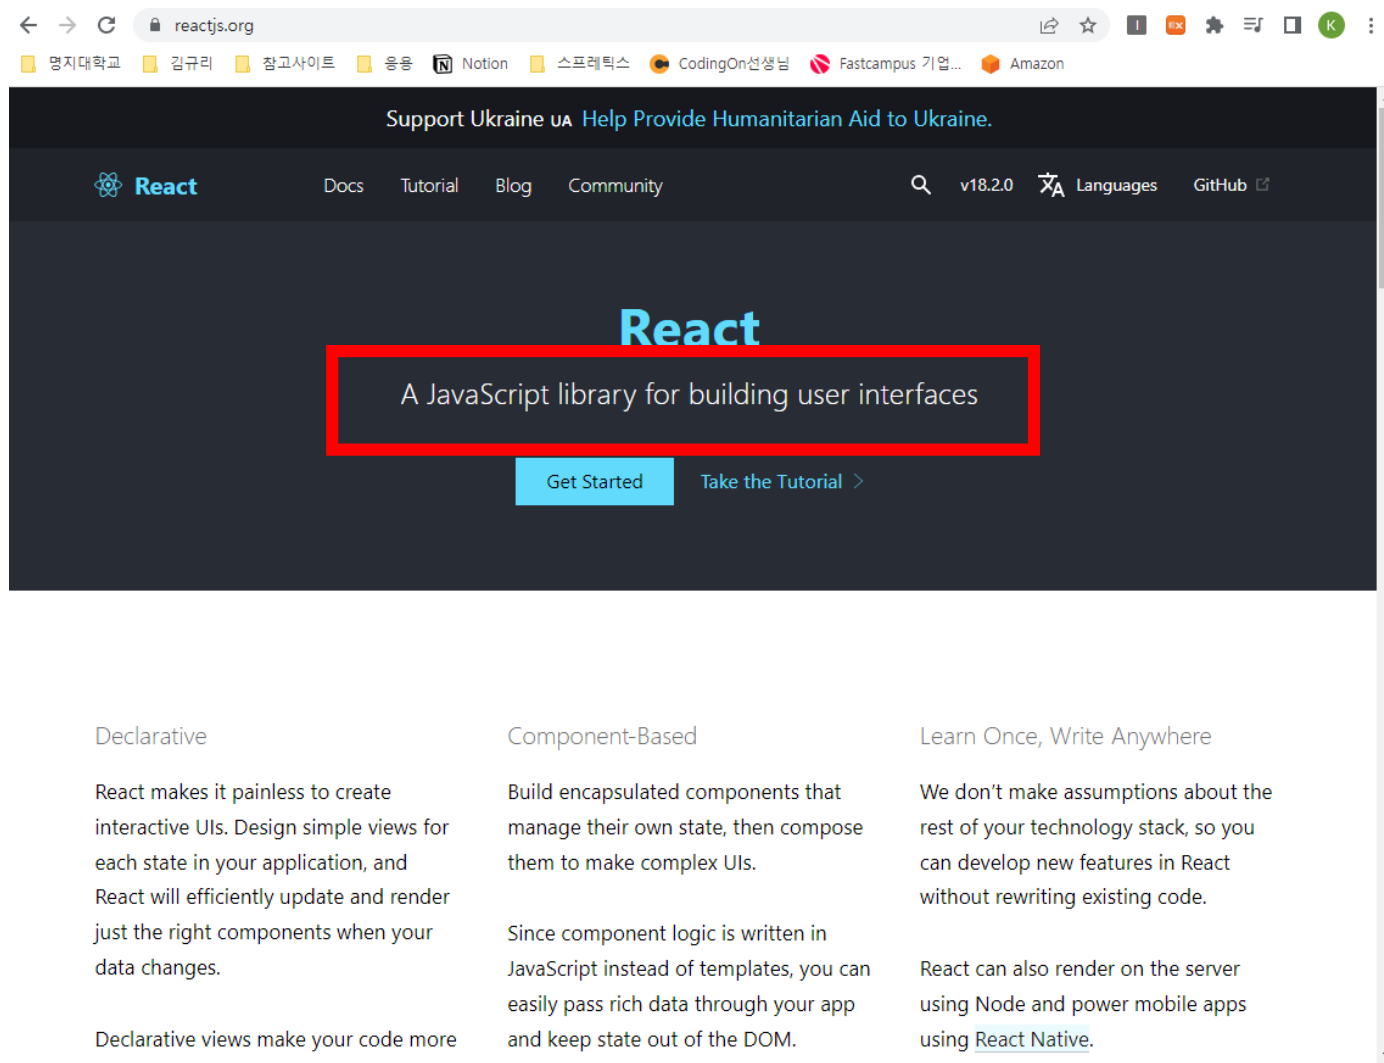 reactjs.org
K
명지대학교 김규리 참고사이트 응용 Notion 스프레틱스 CodingOn선생님 Fastcampus 기업... Amazon
Support Ukraine UA Help Provide Humanitarian Aid to Ukraine.
React Docs Tutorial Blog Community v18.2.0 Languages GitHub
React
A JavaScript library for building user interfaces
Get Started Take the Tutorial
Declarative
React makes it painless to create
interactive UIs. Design simple views for
each state in your application, and
React will efficiently update and render
just the right components when your
data changes.
Declarative views make your code more
Component-Based
Build encapsulated components that
manage their own state, then compose
them to make complex UIs.
Since component logic is written in
JavaScript instead of templates, you can
easily pass rich data through your app
and keep state out of the DOM.
Learn Once, Write Anywhere
We don’t make assumptions about the
rest of your technology stack, so you
can develop new features in React
without rewriting existing code.
React can also render on the server
using Node and power mobile apps
using React Native.